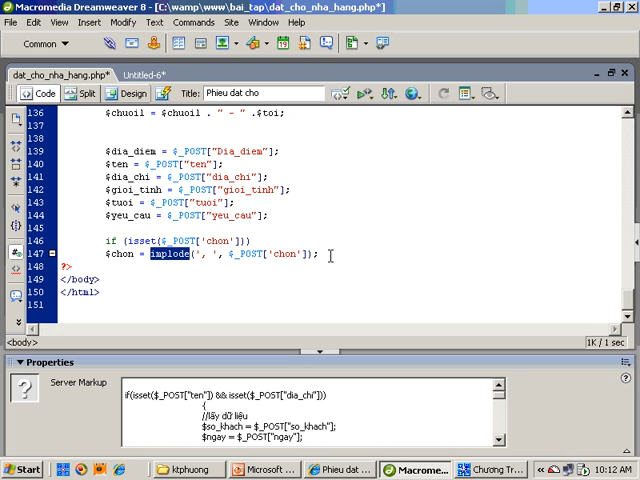 Macromedia Dreamweaver 8 - [C:\wamp\www\bai_tap\dat_cho_nha_hang.php*]
File Edit View Insert Modify Text Commands Site Window Help
Common
dat_cho_nha_hang.php* Untitled-6*
Code Split Design Title: Phieu dat cho
136 $chuoi1 = $chuoi1 . " - " .$toi;
137
138
139 $dia_diem = $_POST["Dia_diem"];
140 $ten = $_POST["ten"];
141 $dia_chi = $_POST["dia_chi"];
142 $gioi_tinh = $_POST["gioi_tinh"];
143 $tuoi = $_POST["tuoi"];
144 $yeu_cau = $_POST["yeu_cau"];
145
146 if (isset($_POST['chon']))
147 $chon = implode(', ', $_POST['chon']);
148 ?>
149 </body>
150 </html>
151
<body> 1K / 1 sec
Properties
Server Markup
if(isset($_POST["ten"]) && isset($_POST["dia_chi"]))
{
//lấy dữ liệu
$so_khach = $_POST["so_khach"];
$ngay = $_POST["ngay"];
Start ktphuong Microsoft ... Phieu dat ... Macrome... Chương Tr... 10:12 AM